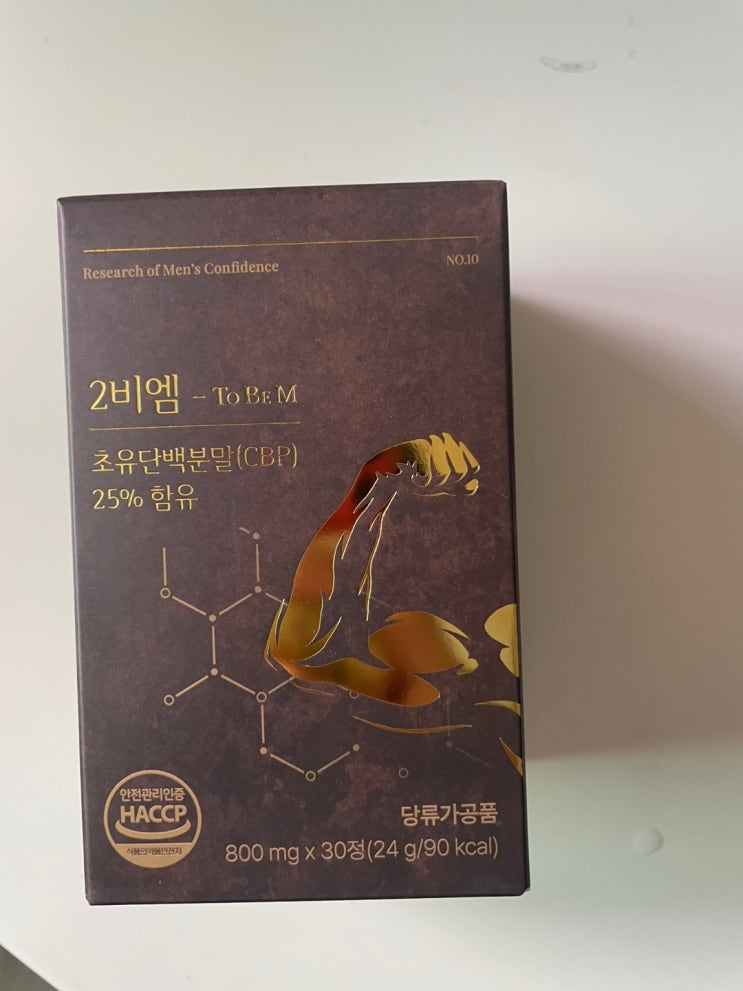 Research of Men's Confidence
NO.10
2비엠 - To Be M
초유단백분말(CBP)
25% 함유
안전관리인증
HACCP
식품의약품안전처
당류가공품
800 mg x 30정(24 g/90 kcal)